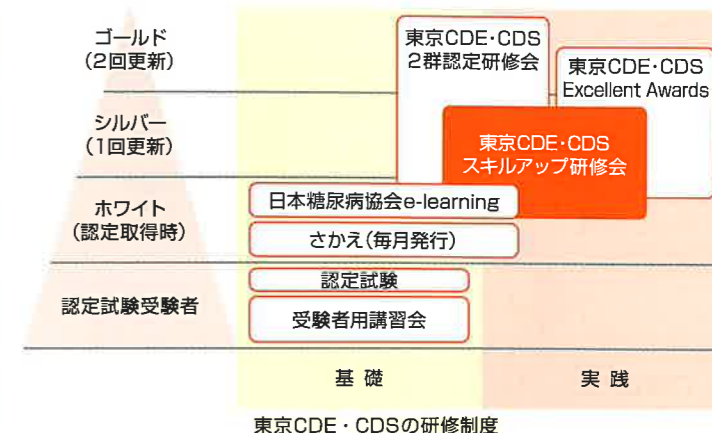 ゴールド
(2回更新)
シルバー
(1回更新)
ホワイト
(認定取得時)
認定試験受験者
東京CDE・CDS
2群認定研修会
東京CDE・CDS
Excellent Awards
東京CDE・CDS
スキルアップ研修会
日本糖尿病協会e-learning
さかえ(毎月発行)
認定試験
受験者用講習会
基 礎
実 践
東京CDE・CDSの研修制度